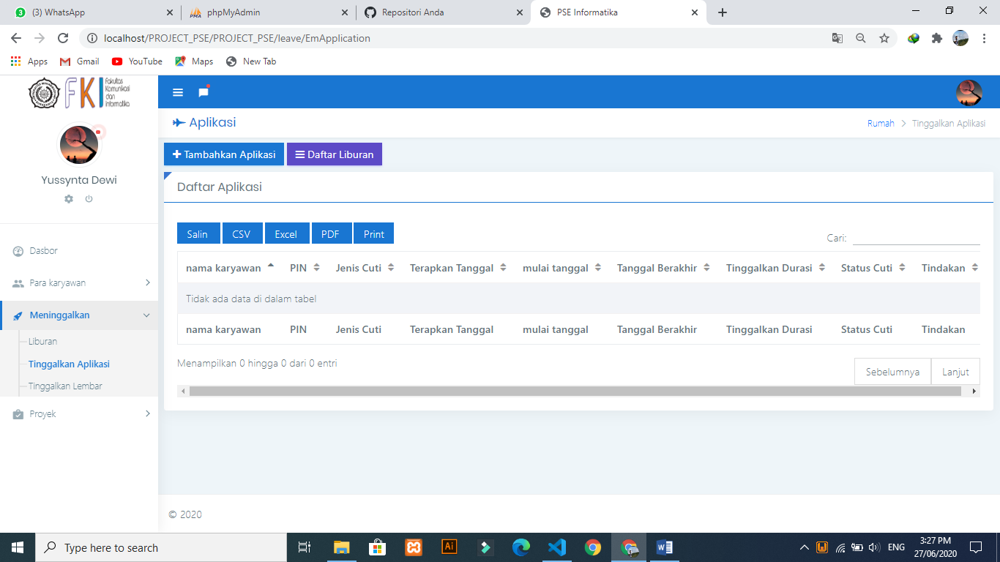 (3) WhatsApp
phpMyAdmin
Repositori Anda
PSE Informatika
localhost/PROJECT_PSE/PROJECT_PSE/leave/EmApplication
Apps Gmail YouTube Maps New Tab
FKI
Fakultas
Komunikasi
dan
Informatika
Yussynta Dewi
Dasbor
Para karyawan
Meninggalkan
Liburan
Tinggalkan Aplikasi
Tinggalkan Lembar
Proyek
Aplikasi
Rumah > Tinggalkan Aplikasi
+ Tambahkan Aplikasi
Daftar Liburan
Daftar Aplikasi
Salin CSV Excel PDF Print
Cari:
nama karyawan PIN Jenis Cuti Terapkan Tanggal mulai tanggal Tanggal Berakhir Tinggalkan Durasi Status Cuti Tindakan
Tidak ada data di dalam tabel
nama karyawan PIN Jenis Cuti Terapkan Tanggal mulai tanggal Tanggal Berakhir Tinggalkan Durasi Status Cuti Tindakan
Menampilkan 0 hingga 0 dari 0 entri
Sebelumnya Lanjut
© 2020
Type here to search
Ai
ENG
3:27 PM
27/06/2020